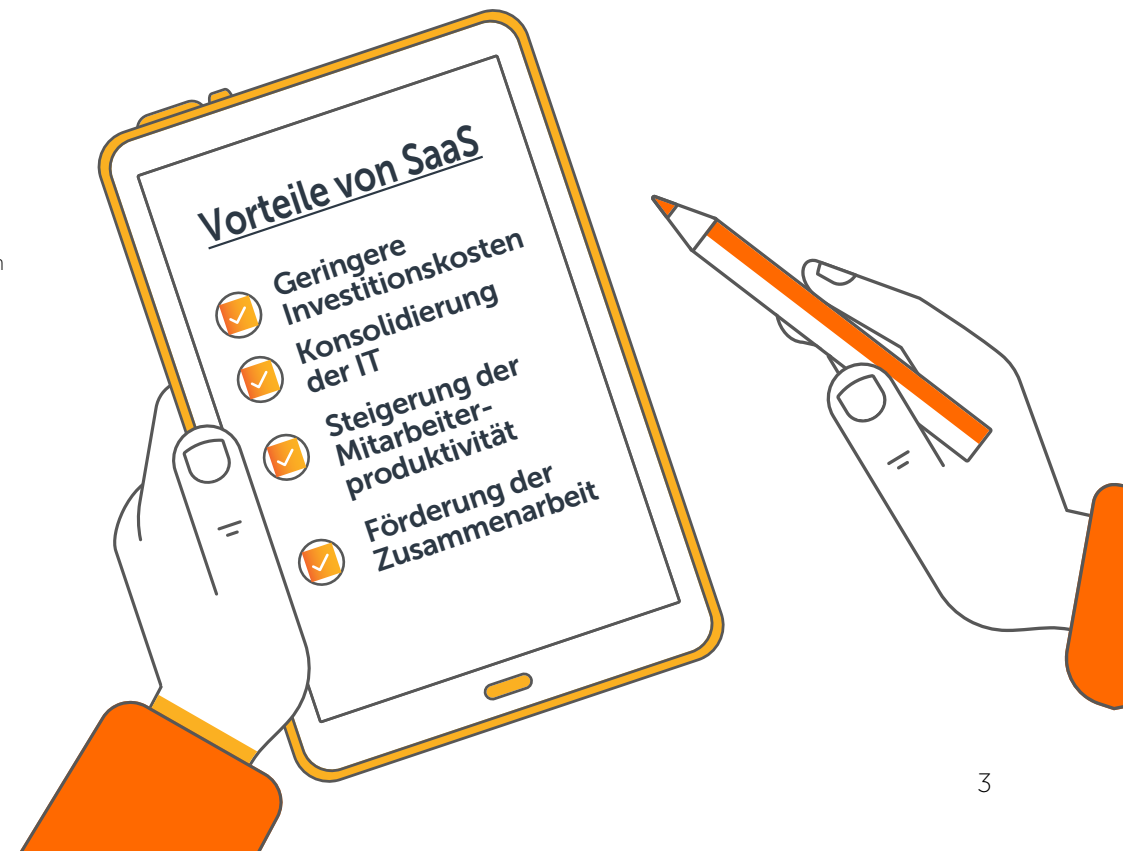 Vorteile von SaaS
Geringere
Investitionskosten
Konsolidierung
der IT
Steigerung der
Mitarbeiter-
produktivität
Förderung der
Zusammenarbeit
3